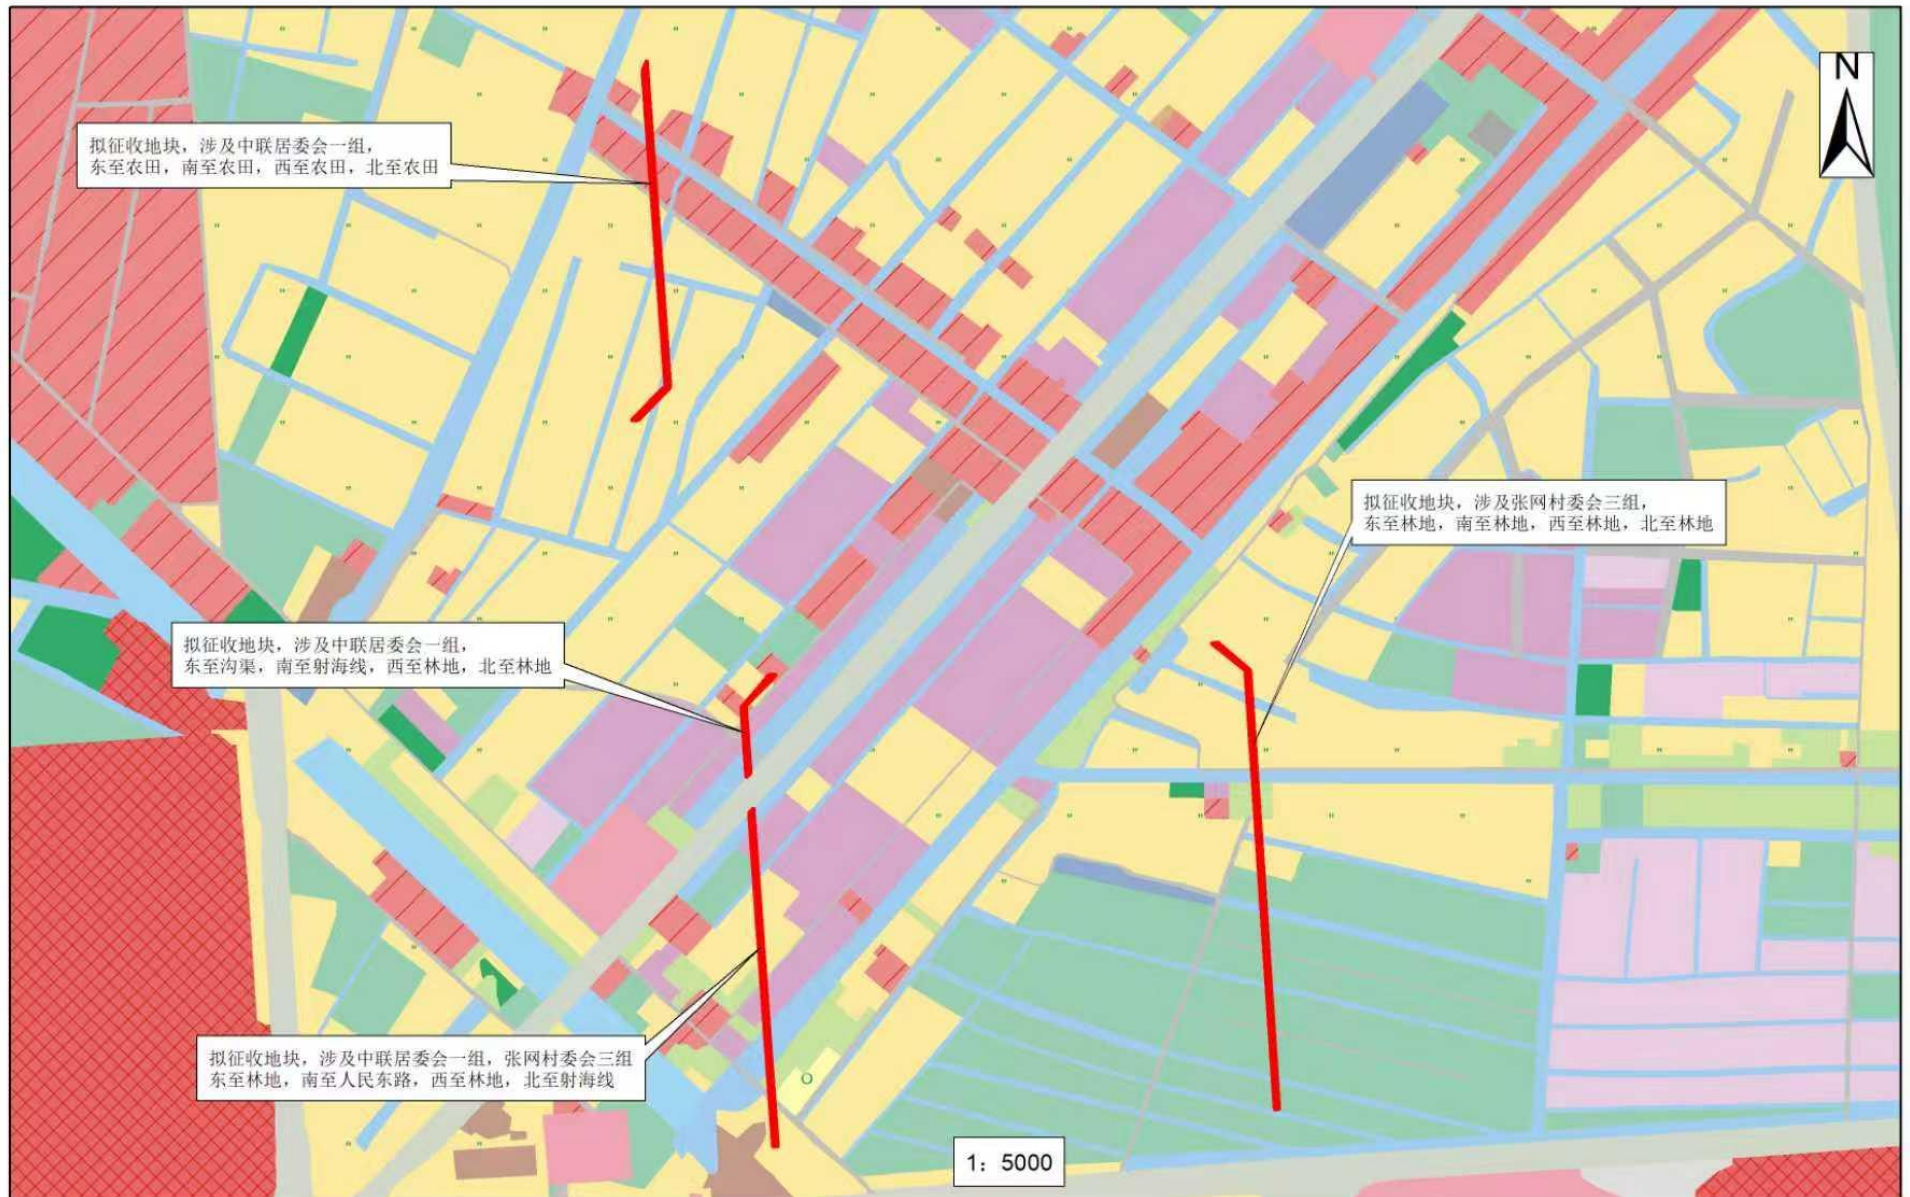 N
拟征收地块，涉及中联居委会一组，
东至农田，南至农田，西至农田，北至农田
拟征收地块，涉及张网村委会三组，
东至林地，南至林地，西至林地，北至林地
拟征收地块，涉及中联居委会一组，
东至沟渠，南至射海线，西至林地，北至林地
拟征收地块，涉及中联居委会一组，张网村委会三组
东至林地，南至人民东路，西至林地，北至射海线
1：5000